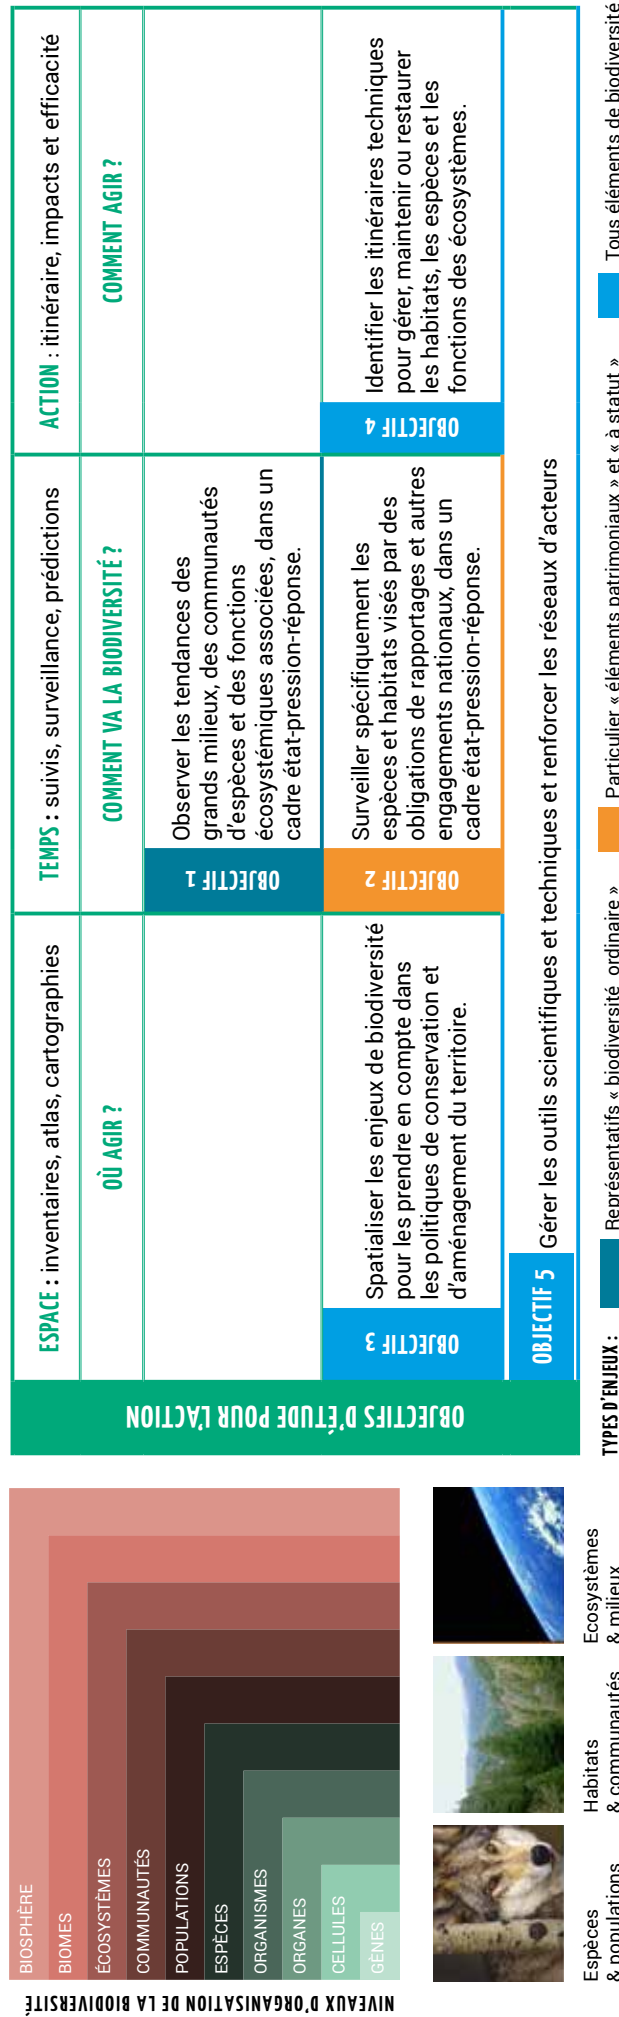 NIVEAUX D'ORGANISATION DE LA BIODIVERSITÉ
BIOSPHÈRE
BIOMES
ÉCOSYSTÈMES
COMMUNAUTÉS
POPULATIONS
ESPÈCES
ORGANISMES
ORGANES
CELLULES
GÈNES
Espèces
& populations
Habitats
& communautés
Ecosystèmes
& milieux
OBJECTIFS D'ÉTUDE POUR L'ACTION
ESPACE : inventaires, atlas, cartographies
TEMPS : suivis, surveillance, prédictions
ACTION : itinéraire, impacts et efficacité
OÙ AGIR ?
COMMENT VA LA BIODIVERSITÉ ?
COMMENT AGIR ?
OBJECTIF 1
Observer les tendances des
grands milieux, des communautés
d'espèces et des fonctions
écosystémiques associées, dans un
cadre état-pression-réponse.
OBJECTIF 3
Spatialiser les enjeux de biodiversité
pour les prendre en compte dans
les politiques de conservation et
d'aménagement du territoire.
OBJECTIF 2
Surveiller spécifiquement les
espèces et habitats visés par des
obligations de rapportages et autres
engagements nationaux, dans un
cadre état-pression-réponse.
OBJECTIF 4
Identifier les itinéraires techniques
pour gérer, maintenir ou restaurer
les habitats, les espèces et les
fonctions des écosystèmes.
OBJECTIF 5
Gérer les outils scientifiques et techniques et renforcer les réseaux d'acteurs
TYPES D'ENJEUX :
Représentatifs « biodiversité ordinaire »
Particulier « éléments patrimoniaux » et « à statut »
Tous éléments de biodiversité